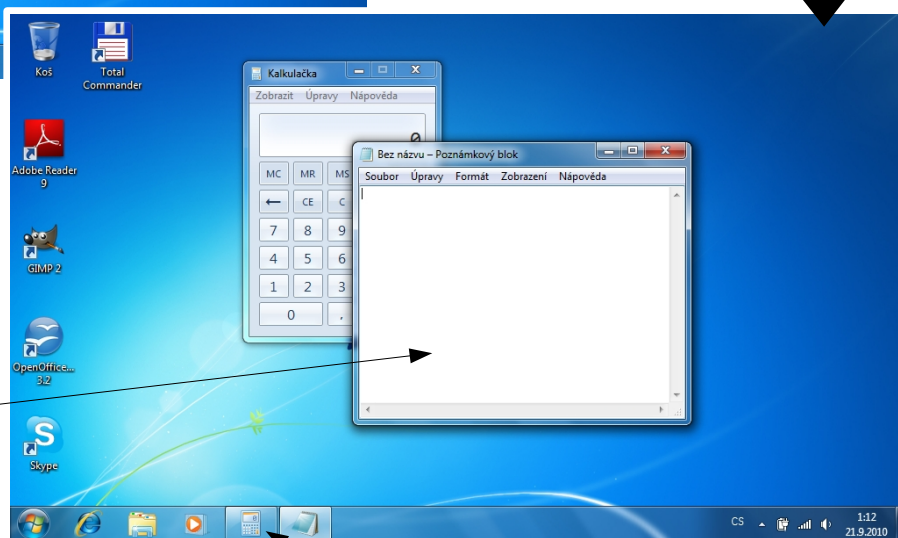 Koš
Total
Commander
Adobe Reader
9
GIMP 2
OpenOffice...
3.2
Skype
Kalkulačka
Zobrazit Úpravy Nápověda
0
MC MR MS
← CE C
7 8 9
4 5 6
1 2 3
0 ,
Bez názvu – Poznámkový blok
Soubor Úpravy Formát Zobrazení Nápověda
CS
1:12
21.9.2010